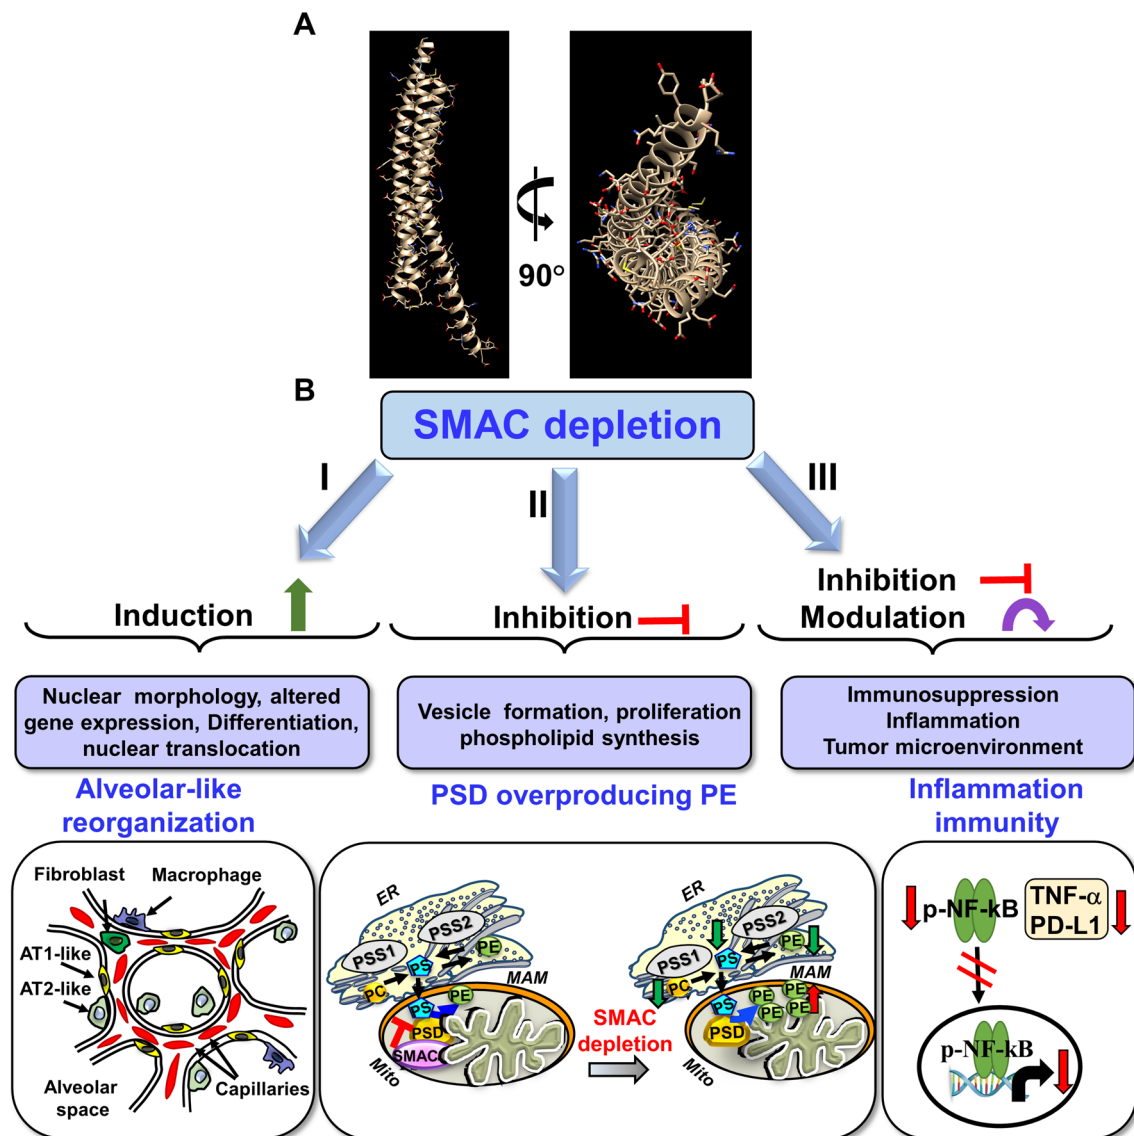 A
90°
B
SMAC depletion
I
II
III
Induction
Inhibition
Inhibition
Modulation
Nuclear morphology, altered
gene expression, Differentiation,
nuclear translocation
Vesicle formation, proliferation
phospholipid synthesis
Immunosuppression
Inflammation
Tumor microenvironment
Alveolar-like
reorganization
PSD overproducing PE
Inflammation
immunity
Fibroblast
Macrophage
AT1-like
AT2-like
Alveolar
space
Capillaries
ER
PSS2
PSS1
PE
PS
MAM
PC
PS
PE
PSD
SMAC
Mito
SMAC
depletion
ER
PSS2
PSS1
PE
PS
MAM
PC
PS
PE
PE
PE
PE
PSD
Mito
p-NF-kB
TNF-α
PD-L1
p-NF-kB